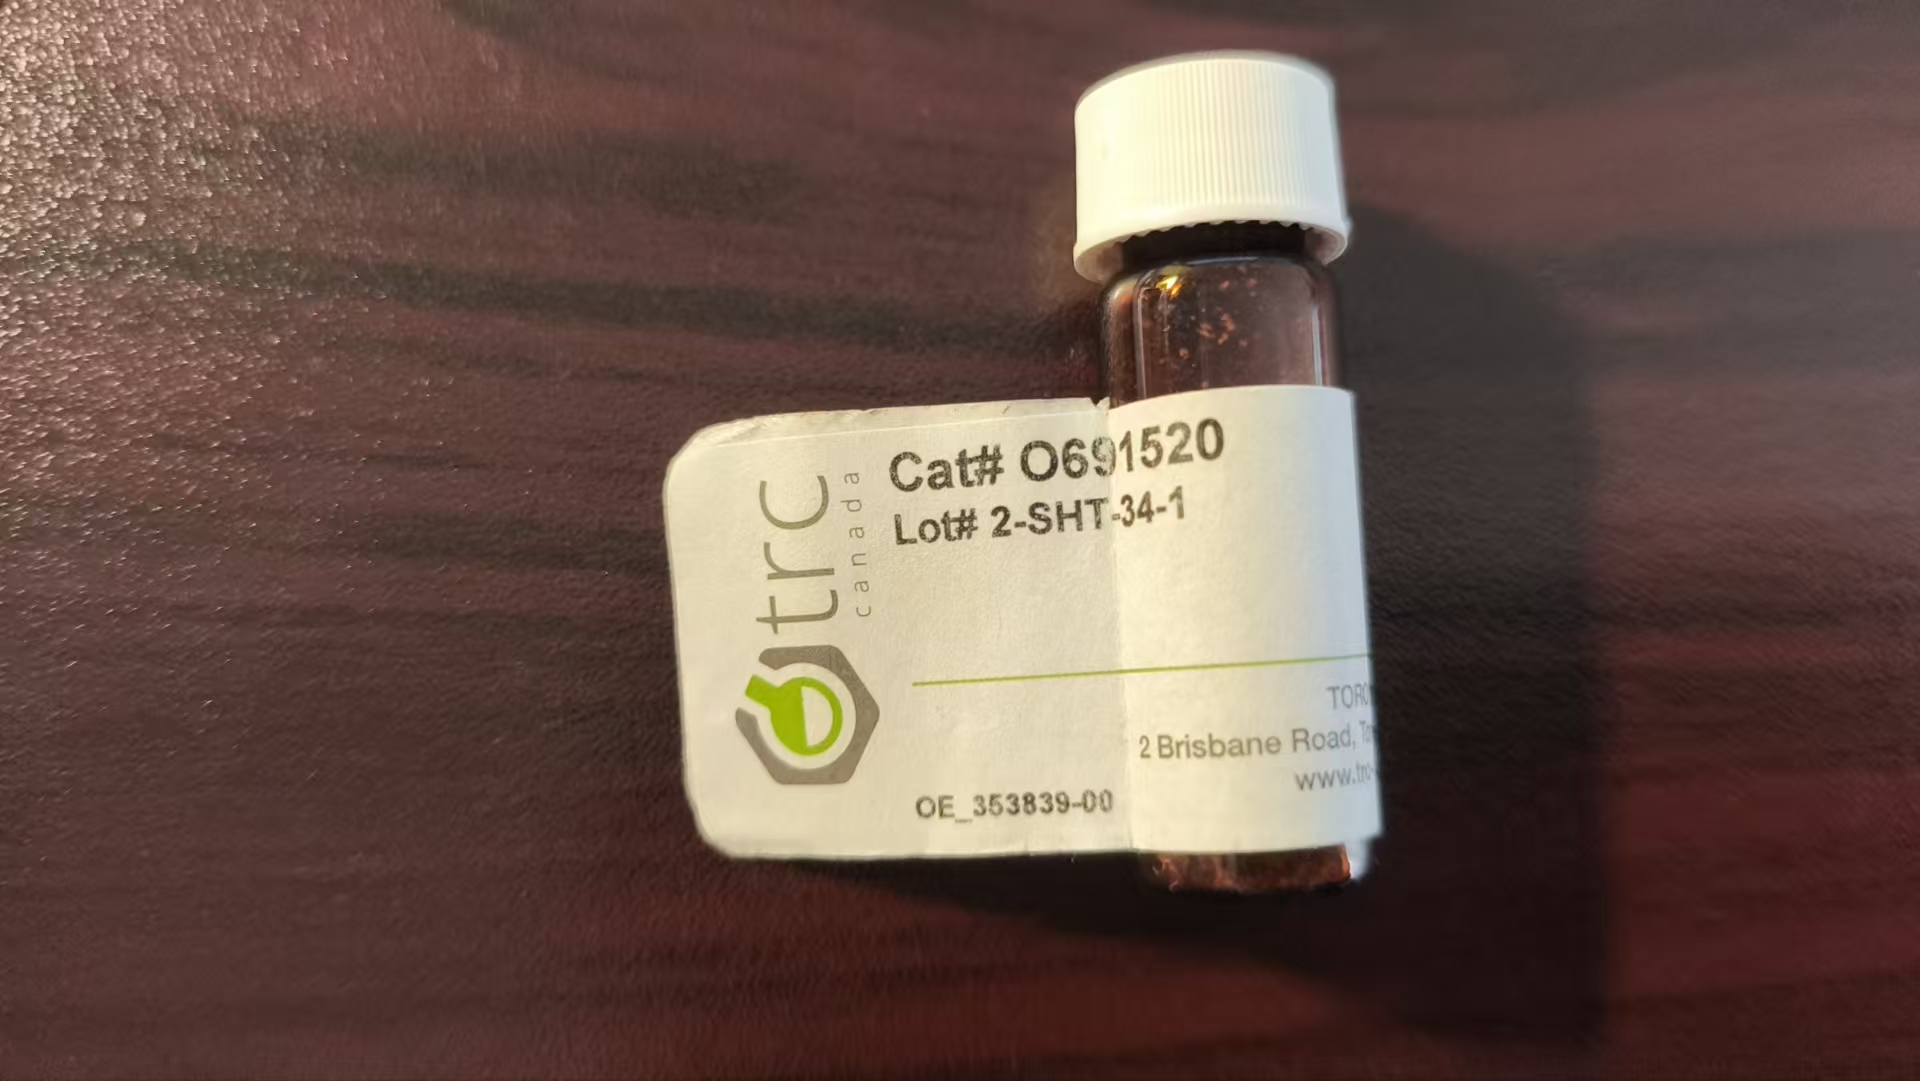 trc
canada
Cat# O691520
Lot# 2-SHT-34-1
2 Brisbane Road,
OE_353839-00